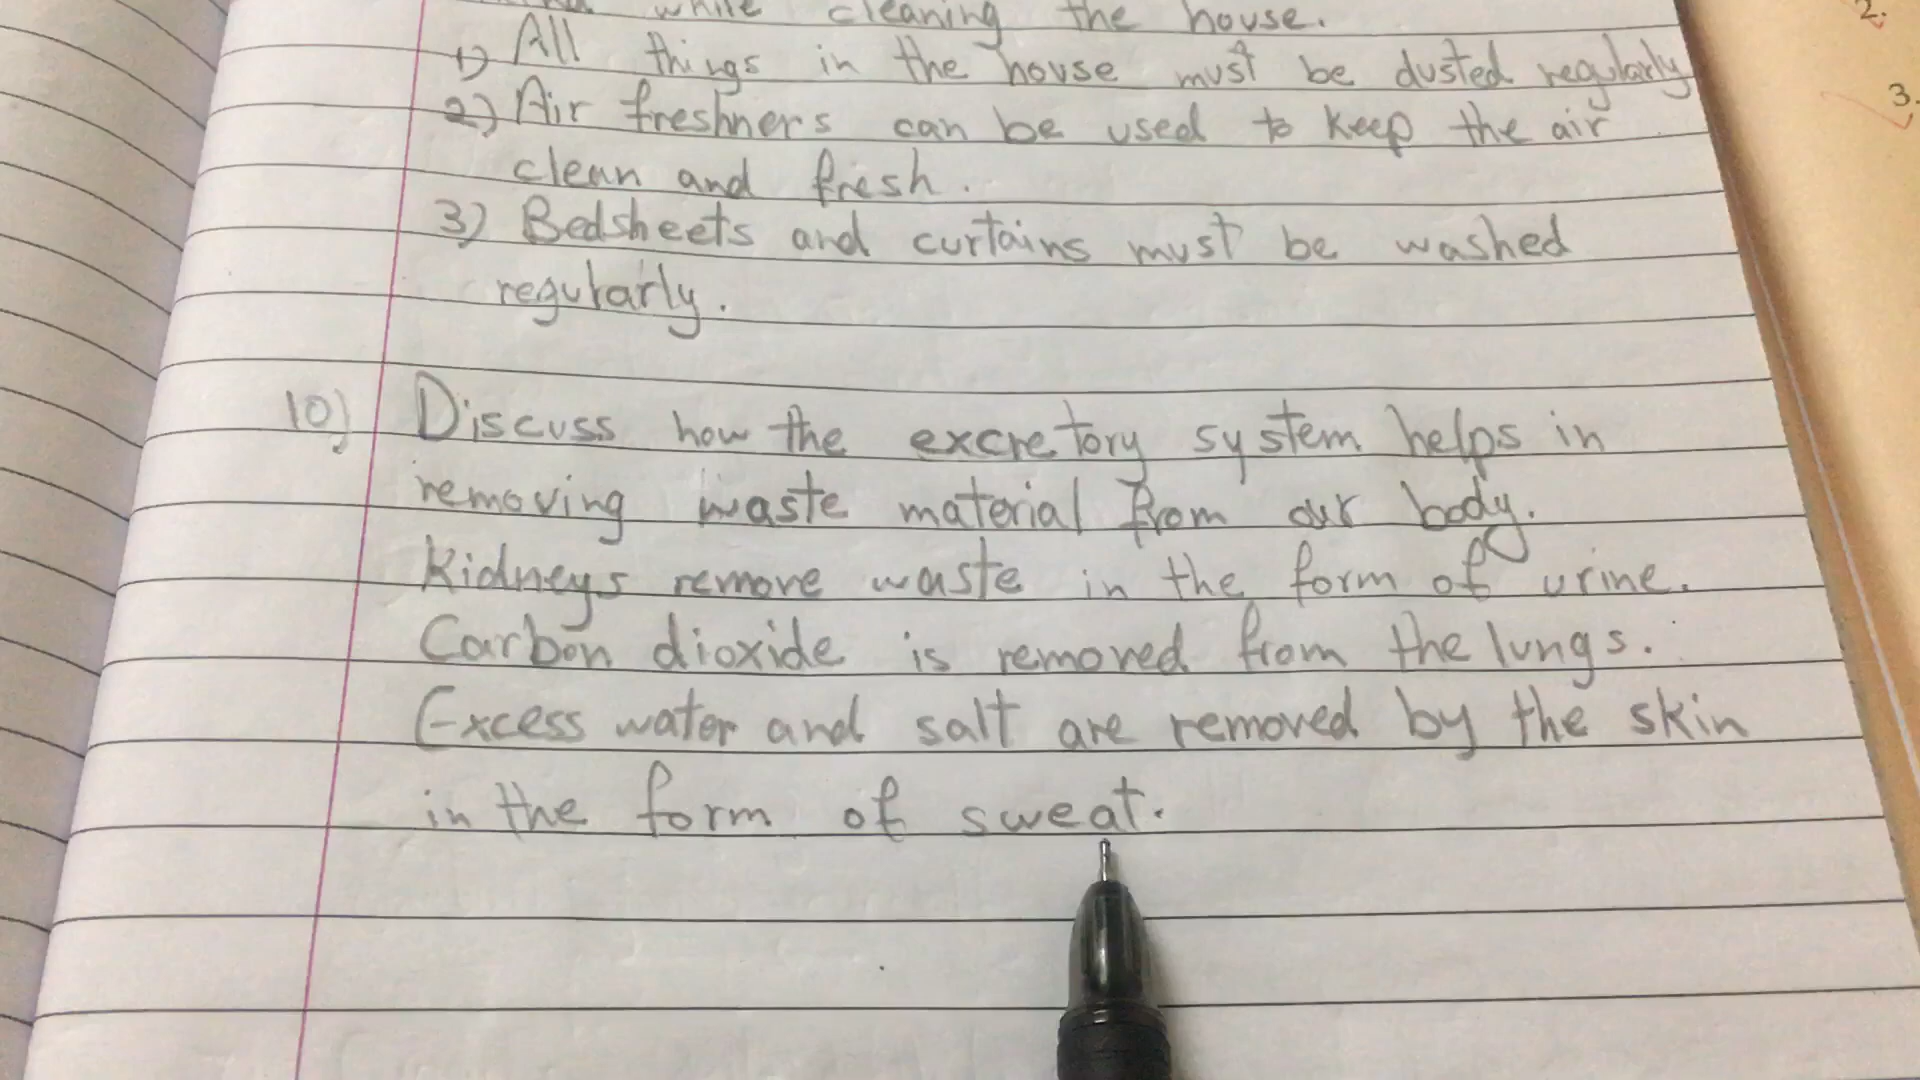 while cleaning the house.
1) All things in the house must be dusted regularly
2) Air freshners can be used to keep the air
clean and fresh.
3) Bedsheets and curtains must be washed
regularly.
10) Discuss how the excretory system helps in
removing waste material from our body.
Kidneys remove waste in the form of urine.
Carbon dioxide is removed from the lungs.
Excess water and salt are removed by the skin
in the form of sweat.
2.
3.